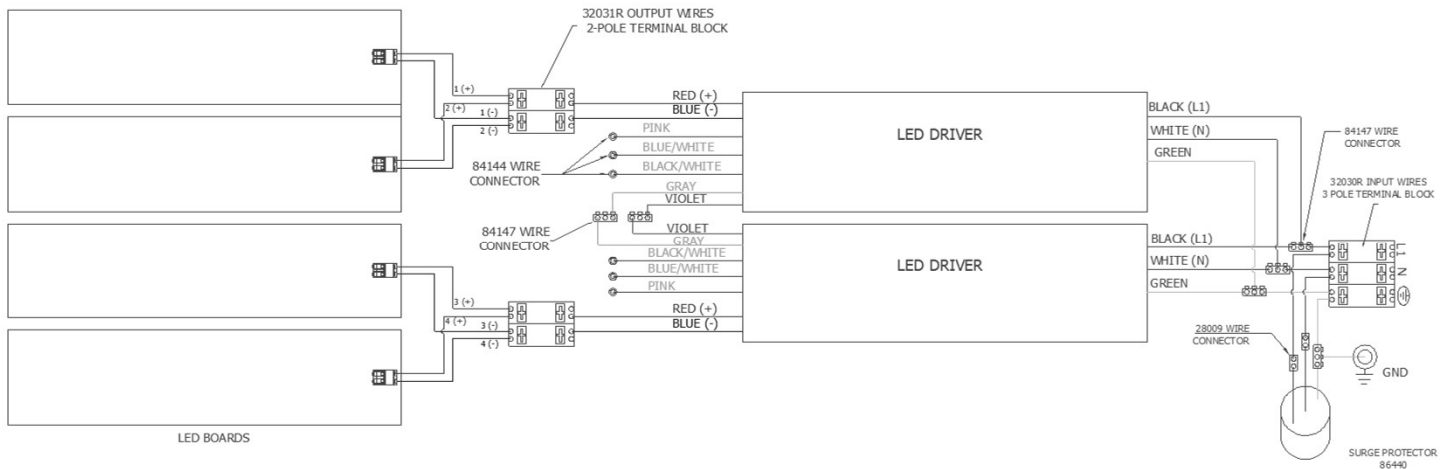 32031R OUTPUT WIRES
2-POLE TERMINAL BLOCK
1 (+)
2 (+)
1 (-)
2 (-)
RED (+)
BLUE (-)
PINK
BLUE/WHITE
BLACK/WHITE
GRAY
VIOLET
84144 WIRE
CONNECTOR
84147 WIRE
CONNECTOR
VIOLET
GRAY
BLACK/WHITE
BLUE/WHITE
PINK
RED (+)
BLUE (-)
3 (+)
4 (+)
3 (-)
4 (-)
LED DRIVER
LED DRIVER
BLACK (L1)
WHITE (N)
GREEN
BLACK (L1)
WHITE (N)
GREEN
84147 WIRE
CONNECTOR
32030R INPUT WIRES
3 POLE TERMINAL BLOCK
L1
N
28009 WIRE
CONNECTOR
GND
LED BOARDS
SURGE PROTECTOR
86440